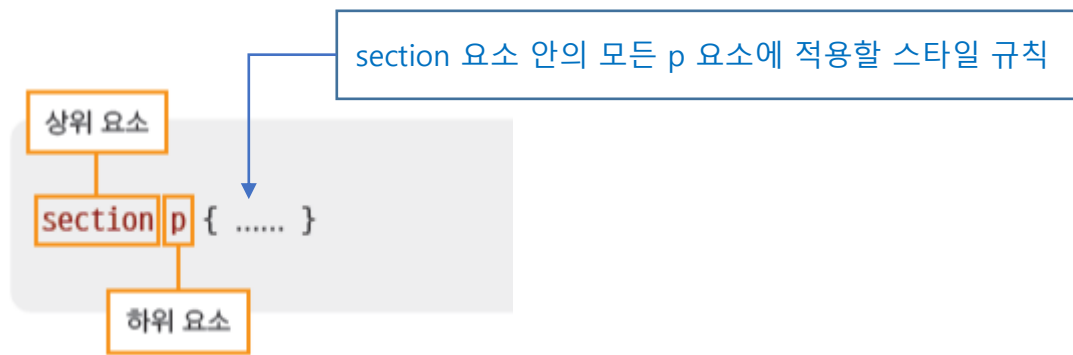 section 요소 안의 모든 p 요소에 적용할 스타일 규칙
상위 요소
section p { ...... }
하위 요소